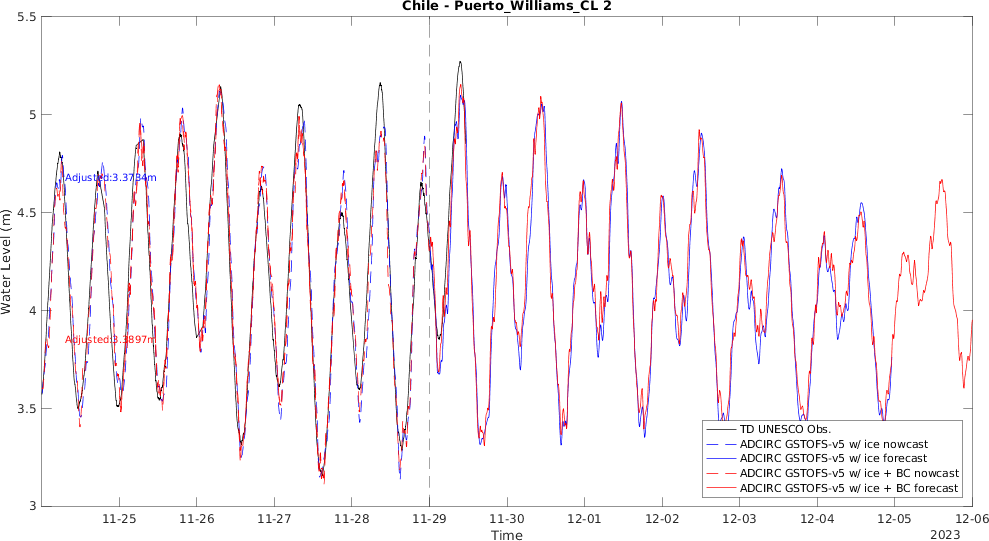 Chile - Puerto_Williams_CL 2
Water Level (m)
5.5
5
4.5
4
3.5
3
Adjusted:3.3734m
Adjusted:3.3897m
TD UNESCO Obs.
ADCIRC GSTOFS-v5 w/ ice nowcast
ADCIRC GSTOFS-v5 w/ ice forecast
ADCIRC GSTOFS-v5 w/ ice + BC nowcast
ADCIRC GSTOFS-v5 w/ ice + BC forecast
11-25 11-26 11-27 11-28 11-29 11-30 12-01 12-02 12-03 12-04 12-05 12-06
Time
2023